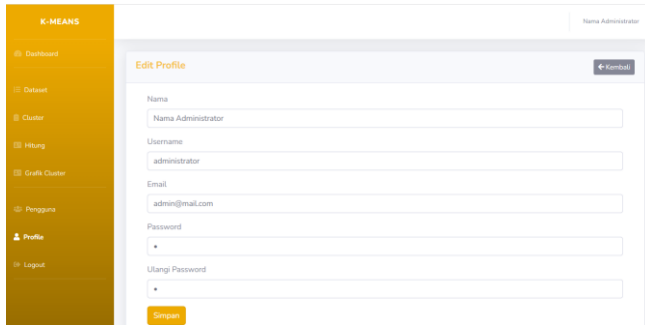 K-MEANS
Nama Administrator
Dashboard
Dataset
Cluster
Hitung
Grafik Cluster
Pengguna
Profile
Logout
Edit Profile
Kembali
Nama
Nama Administrator
Username
administrator
Email
admin@mail.com
Password
•
Ulangi Password
•
Simpan